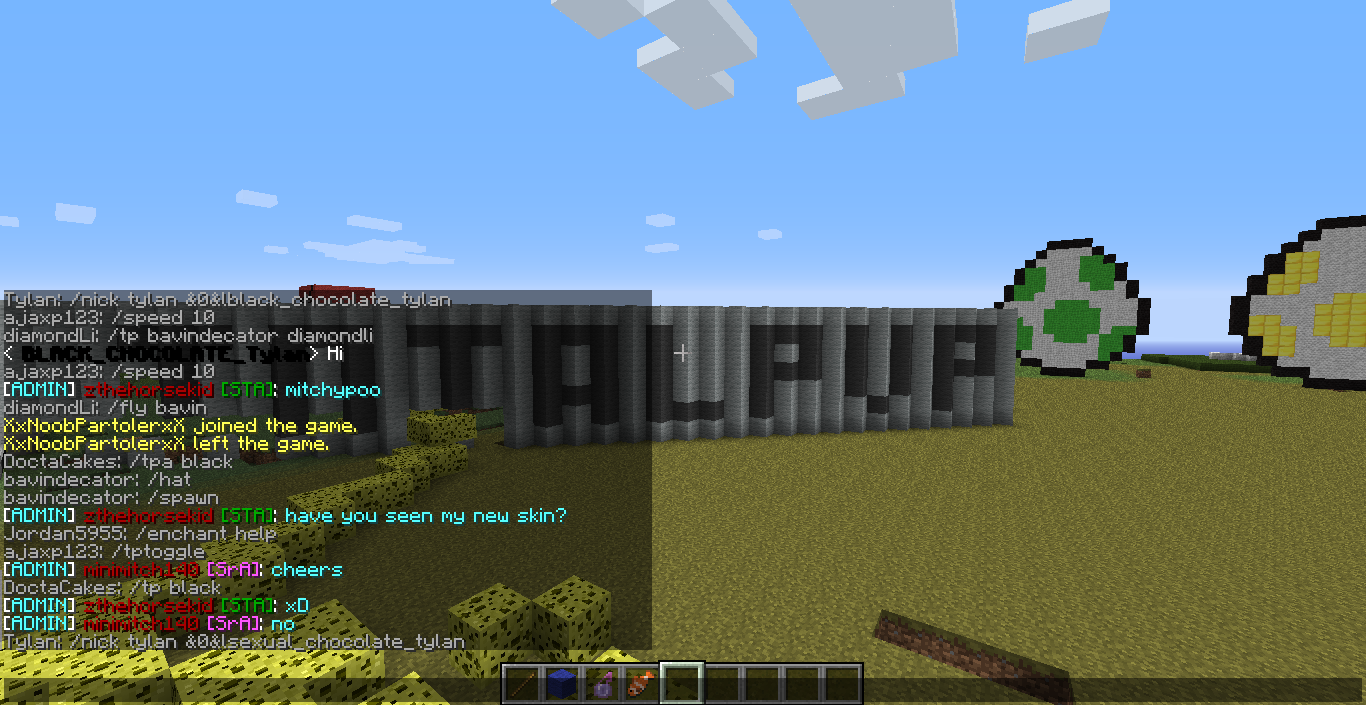 Tylan: /nick tylan &0&lblack_chocolate_tylan
ajaxp123: /speed 10
diamondLi: /tp bavindecator diamondli
< BLACK_CHOCOLATE_Tylan> Hi
ajaxp123: /speed 10
[ADMIN] zthehorsekid [STA]: mitchypoo
diamondLi: /fly bavin
XxNoobPartolerxX joined the game.
XxNoobPartolerxX left the game.
DoctaCakes: /tpa black
bavindecator: /hat
bavindecator: /spawn
[ADMIN] zthehorsekid [STA]: have you seen my new skin?
Jordan5955: /enchant help
ajaxp123: /tptoggle
[ADMIN] minimitch140 [SrA]: cheers
DoctaCakes: /tp black
[ADMIN] zthehorsekid [STA]: xD
[ADMIN] minimitch140 [SrA]: no
Tylan: /nick tylan &0&lsexual_chocolate_tylan